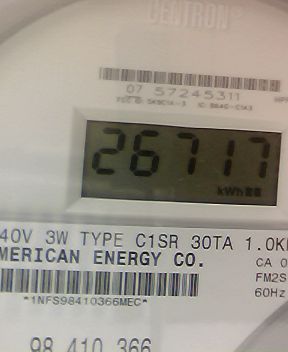 CENTRON®
07 57245311
26717
kWh
40V 3W TYPE C1SR 30TA 1.0K
MERICAN ENERGY CO.
CA 0
FM2S
60Hz
*1NFS98410366MEC*
98 410 366